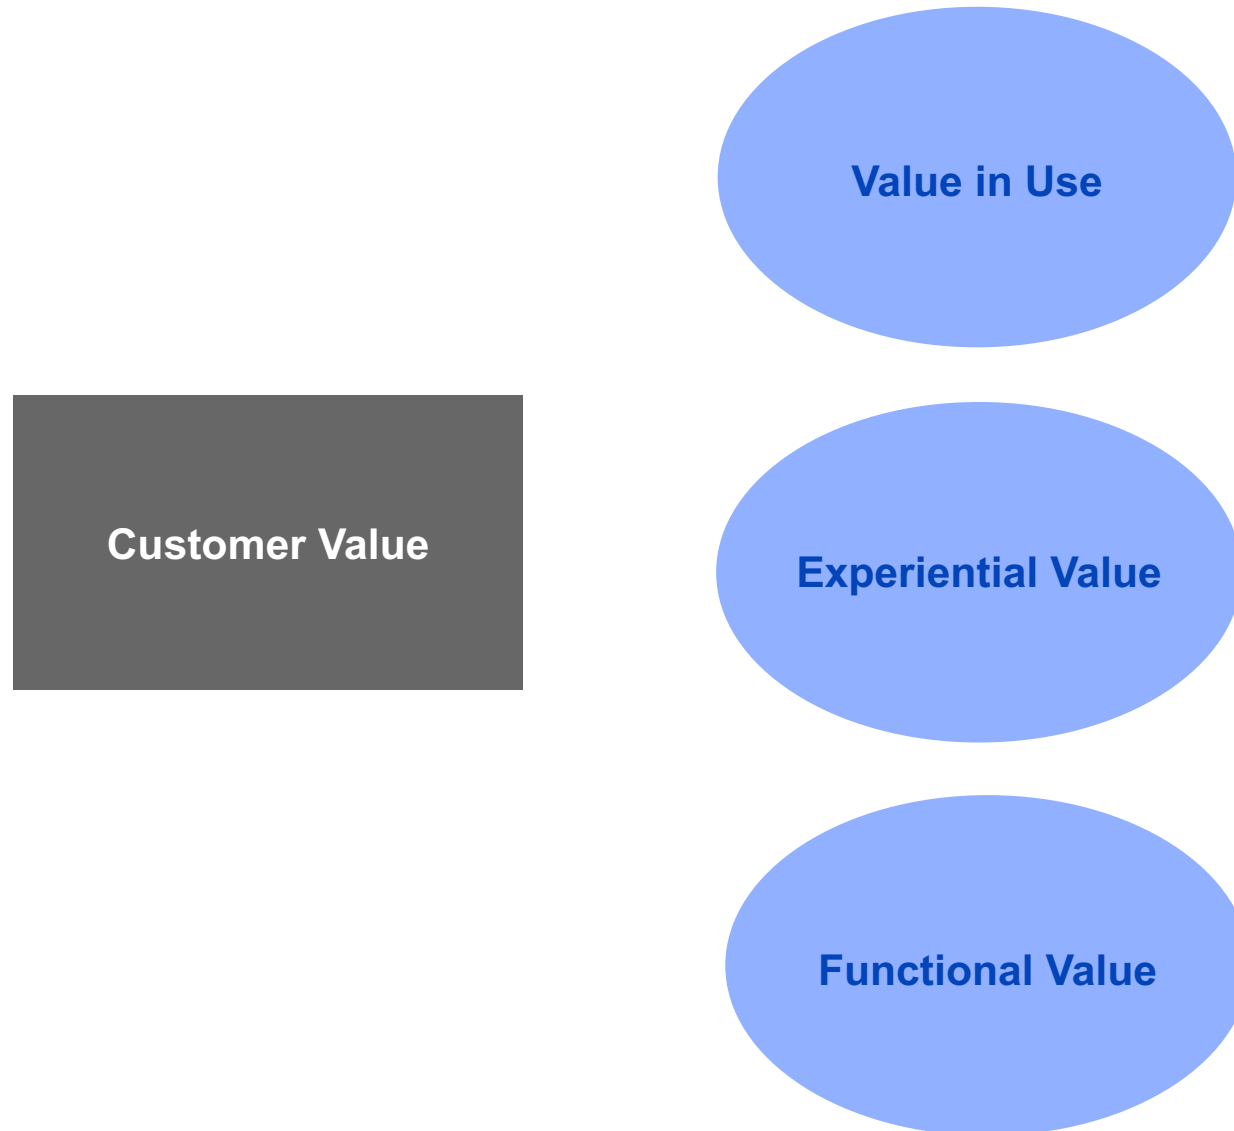 Value in Use
Customer Value
Experiential Value
Functional Value